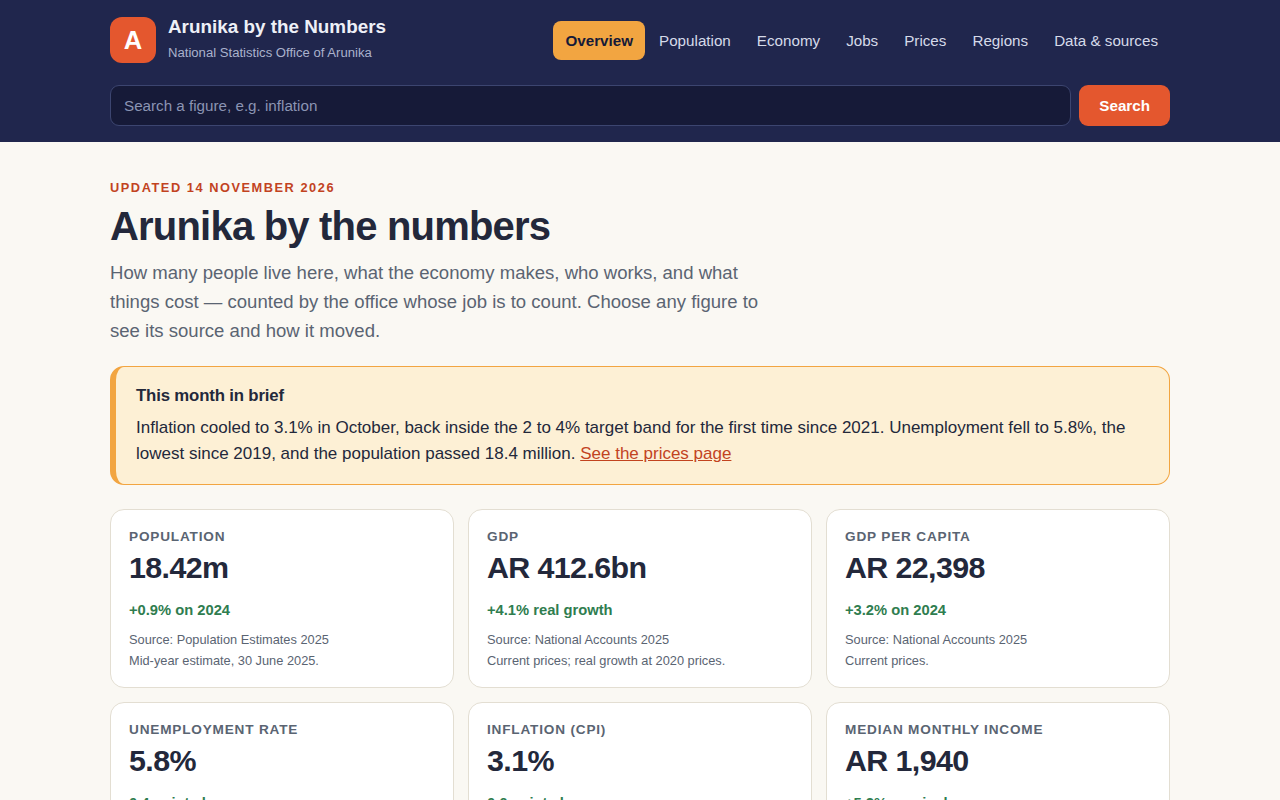 A
Arunika by the Numbers
National Statistics Office of Arunika
Overview
Population
Economy
Jobs
Prices
Regions
Data & sources
Search a figure, e.g. inflation
Search
UPDATED 14 NOVEMBER 2026
Arunika by the numbers
How many people live here, what the economy makes, who works, and what
things cost — counted by the office whose job is to count. Choose any figure to
see its source and how it moved.
This month in brief
Inflation cooled to 3.1% in October, back inside the 2 to 4% target band for the first time since 2021. Unemployment fell to 5.8%, the
lowest since 2019, and the population passed 18.4 million. See the prices page
POPULATION
18.42m
+0.9% on 2024
Source: Population Estimates 2025
Mid-year estimate, 30 June 2025.
GDP
AR 412.6bn
+4.1% real growth
Source: National Accounts 2025
Current prices; real growth at 2020 prices.
GDP PER CAPITA
AR 22,398
+3.2% on 2024
Source: National Accounts 2025
Current prices.
UNEMPLOYMENT RATE
5.8%
INFLATION (CPI)
3.1%
MEDIAN MONTHLY INCOME
AR 1,940